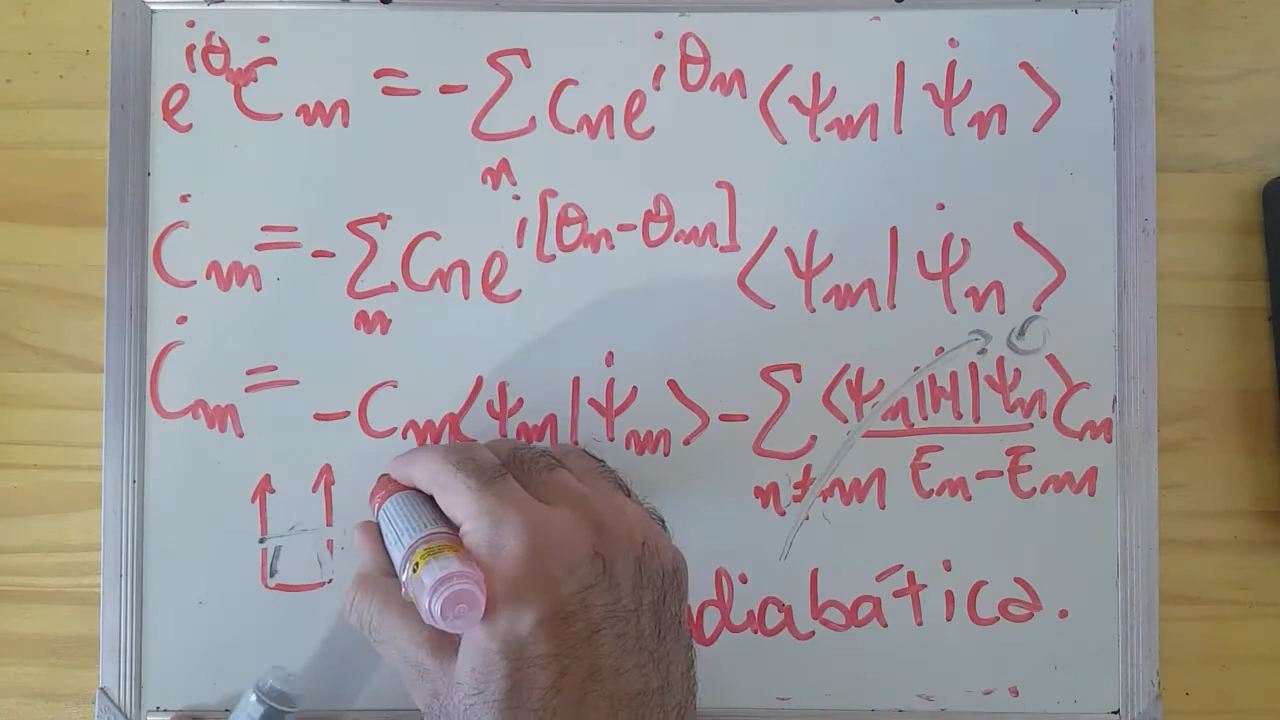 e^{iθ_m} ċ_m = - Σ_n c_n e^{iθ_n} ⟨ψ_m|ψ̇_n⟩
ċ_m = - Σ_n c_n e^{i[θ_n-θ_m]} ⟨ψ_m|ψ̇_n⟩
ċ_m = - c_m ⟨ψ_m|ψ̇_m⟩ - Σ_{n≠m} ⟨ψ_m|Ḣ|ψ_n⟩ / E_n-E_m c_n
0
diabática.